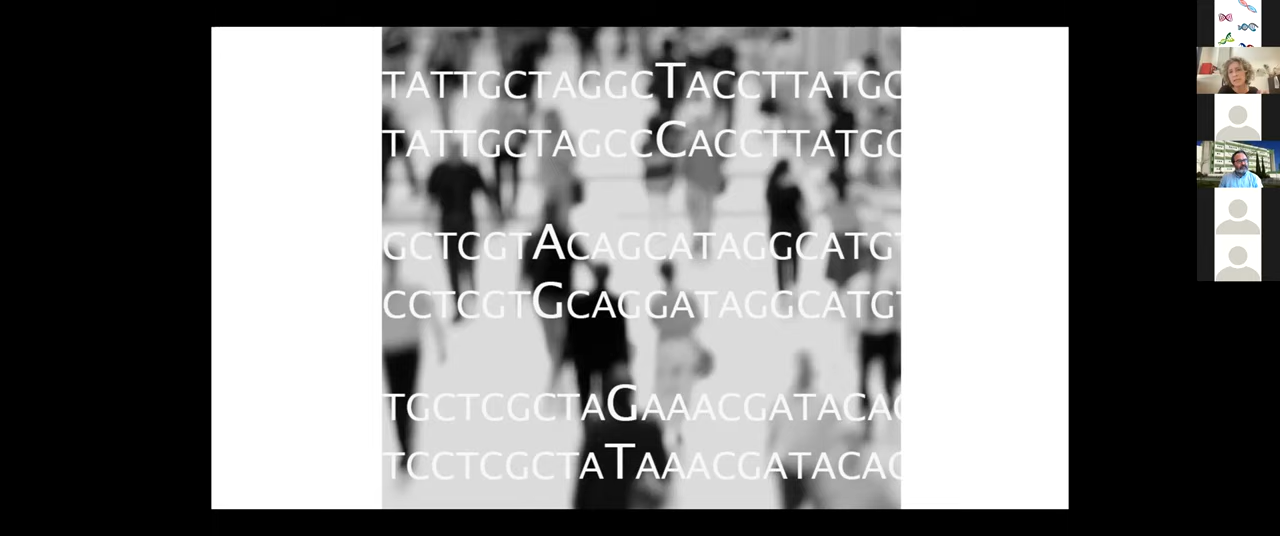 TATTGCTAGGCTACCTTATGC
TATTGCTAGCCCACCTTATGC
GCTCGTACAGCATAGGCATGT
CCTCGTGCAGGATAGGCATGT
TGCTCGCTAGAAACGATACAC
TCCTCGCTATAAACGATACAC